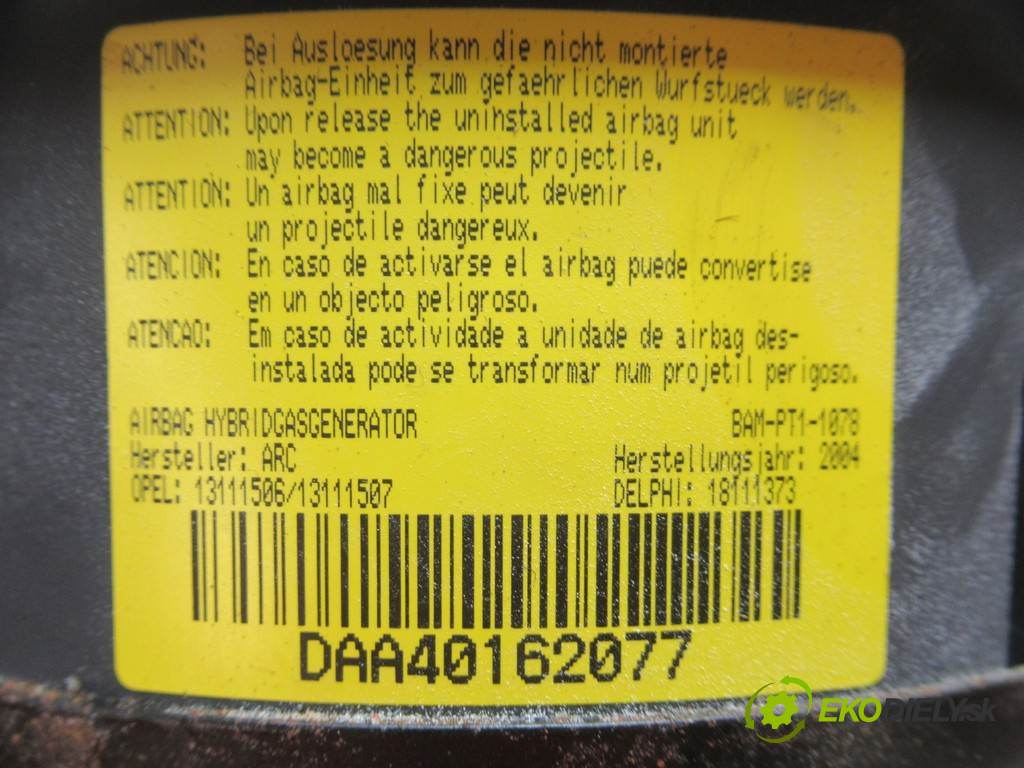 ACHTUNG: Bei Ausloesung kann die nicht montierte
Airbag-Einheit zum gefaehrlichen Wurfstueck werden.
ATTENTION: Upon release the uninstalled airbag unit
may become a dangerous projectile.
ATTENTION: Un airbag mal fixe peut devenir
un projectile dangereux.
ATENCION: En caso de activarse el airbag puede convertise
en un objecto peligroso.
ATENCAO: Em caso de actividade a unidade de airbag des-
instalada pode se transformar num projetil perigoso.
AIRBAG HYBRIDGASGENERATOR BAM-PT1-1078
Hersteller: ARC Herstellungsjahr: 2004
OPEL: 13111506/13111507 DELPHI: 18111373
DAA40162077
EKODIELY.sk